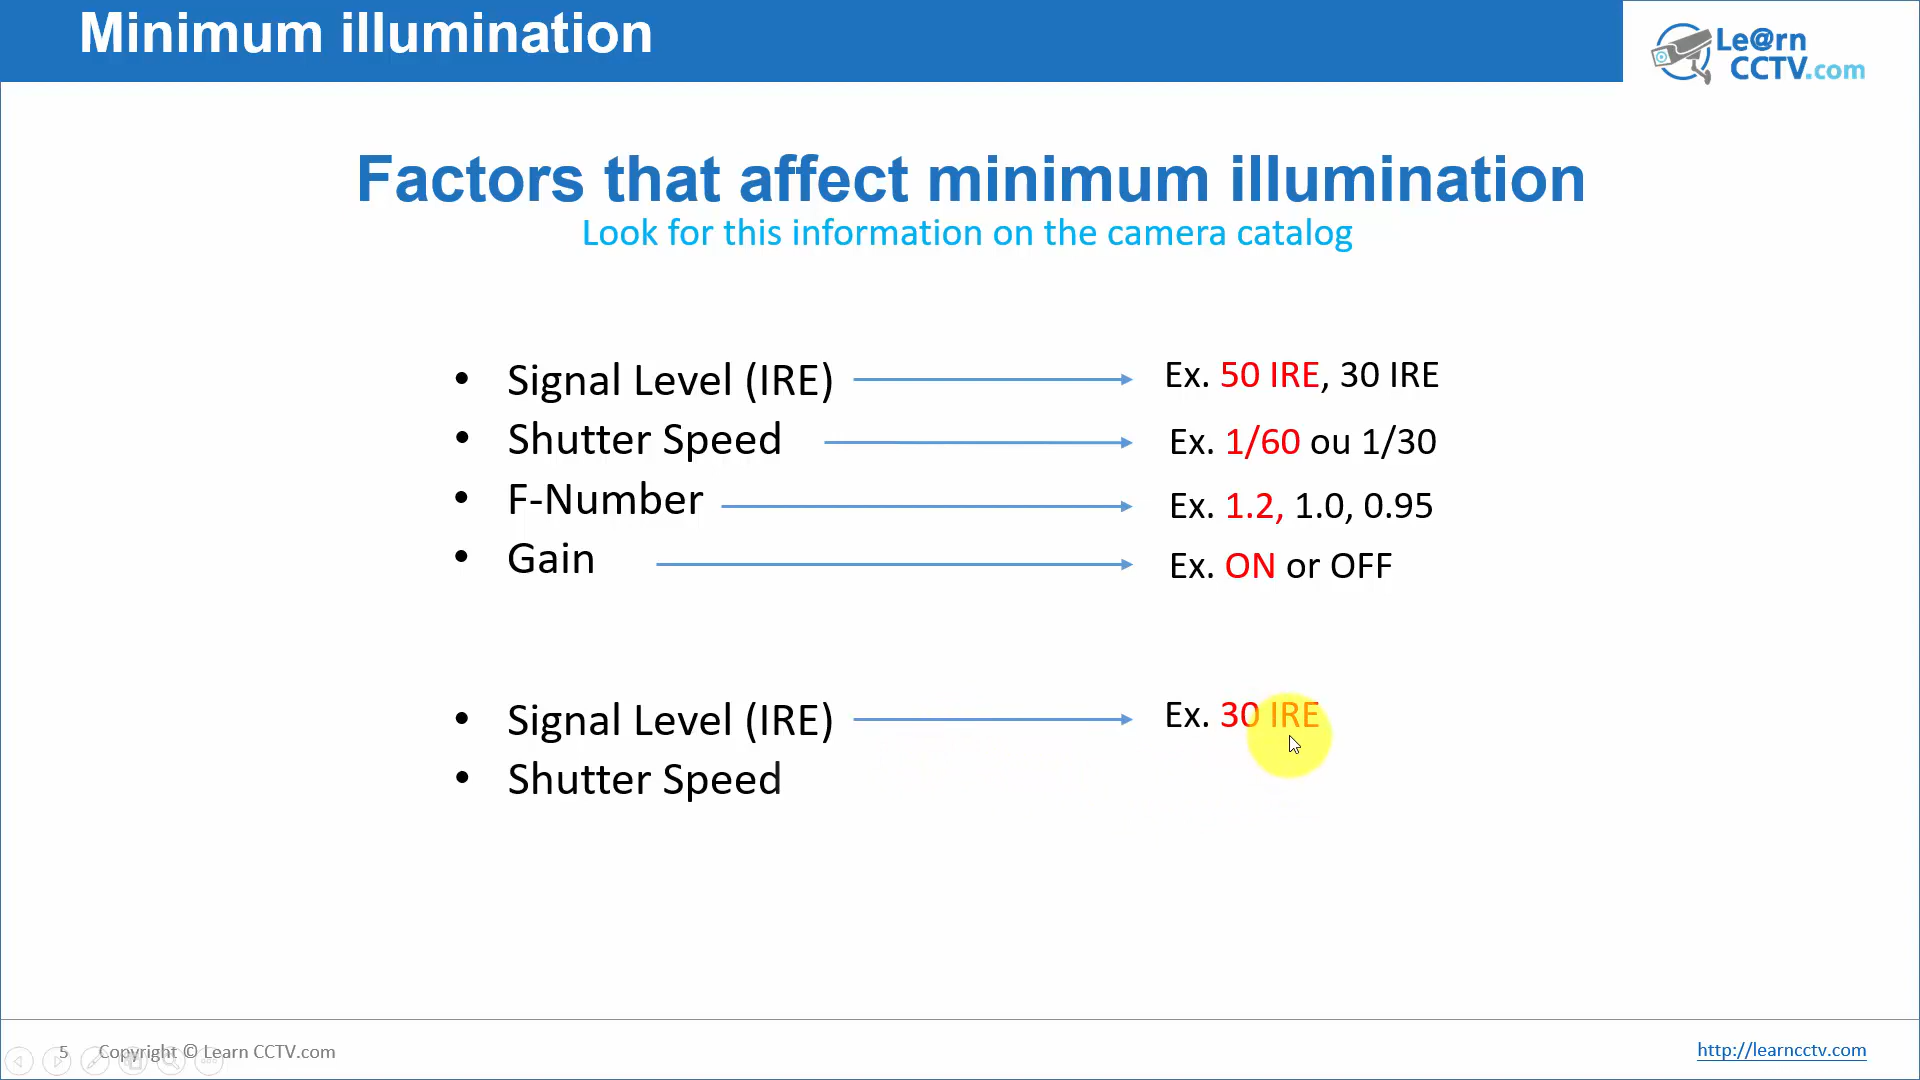 Minimum illumination
Le@rn
CCTV.com
Factors that affect minimum illumination
Look for this information on the camera catalog
• Signal Level (IRE) Ex. 50 IRE, 30 IRE
• Shutter Speed Ex. 1/60 ou 1/30
• F-Number Ex. 1.2, 1.0, 0.95
• Gain Ex. ON or OFF
• Signal Level (IRE) Ex. 30 IRE
• Shutter Speed
5 Copyright © Learn CCTV.com
http://learncctv.com